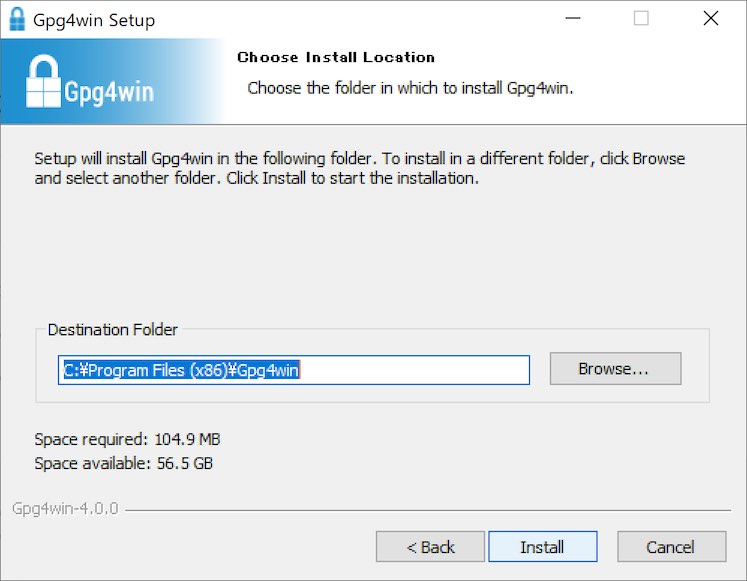 Gpg4win Setup
Choose Install Location
Choose the folder in which to install Gpg4win.
Gpg4win
Setup will install Gpg4win in the following folder. To install in a different folder, click Browse
and select another folder. Click Install to start the installation.
Destination Folder
C:¥Program Files (x86)¥Gpg4win
Browse...
Space required: 104.9 MB
Space available: 56.5 GB
Gpg4win-4.0.0
< Back
Install
Cancel